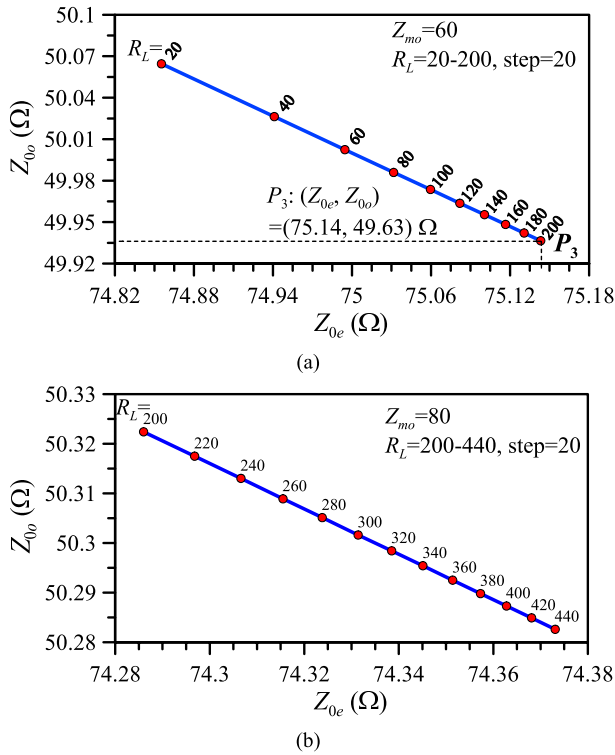 50.1
50.07
50.04
50.01
49.98
49.95
49.92
Z0o (Ω)
RL=
20
40
60
80
100
120
140
160
180
200
Zmo=60
RL=20-200, step=20
P3: (Z0e, Z0o)
=(75.14, 49.63) Ω
P3
74.82 74.88 74.94 75 75.06 75.12 75.18
Z0e (Ω)
(a)
50.33
50.32
50.31
50.3
50.29
50.28
Z0o (Ω)
RL=
200
220
240
260
280
300
320
340
360
380
400
420
440
Zmo=80
RL=200-440, step=20
74.28 74.3 74.32 74.34 74.36 74.38
Z0e (Ω)
(b)